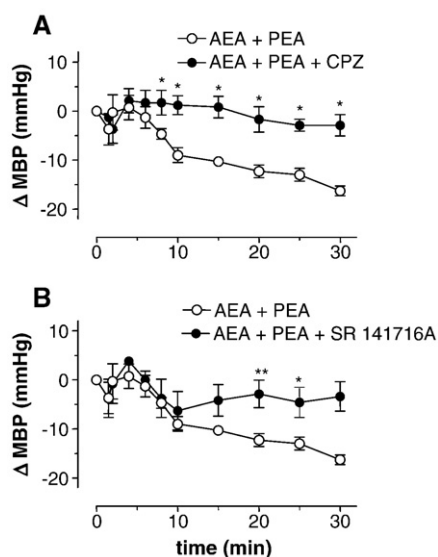 A
AEA + PEA
AEA + PEA + CPZ
Δ MBP (mmHg)
10
0
-10
-20
* * * * * *
0 10 20 30
B
AEA + PEA
AEA + PEA + SR 141716A
Δ MBP (mmHg)
10
0
-10
-20
** *
0 10 20 30
time (min)